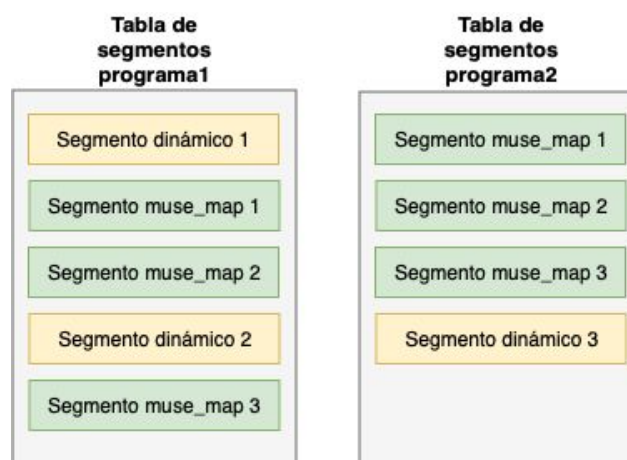 Tabla de
segmentos
programa1
Segmento dinámico 1
Segmento muse_map 1
Segmento muse_map 2
Segmento dinámico 2
Segmento muse_map 3
Tabla de
segmentos
programa2
Segmento muse_map 1
Segmento muse_map 2
Segmento muse_map 3
Segmento dinámico 3